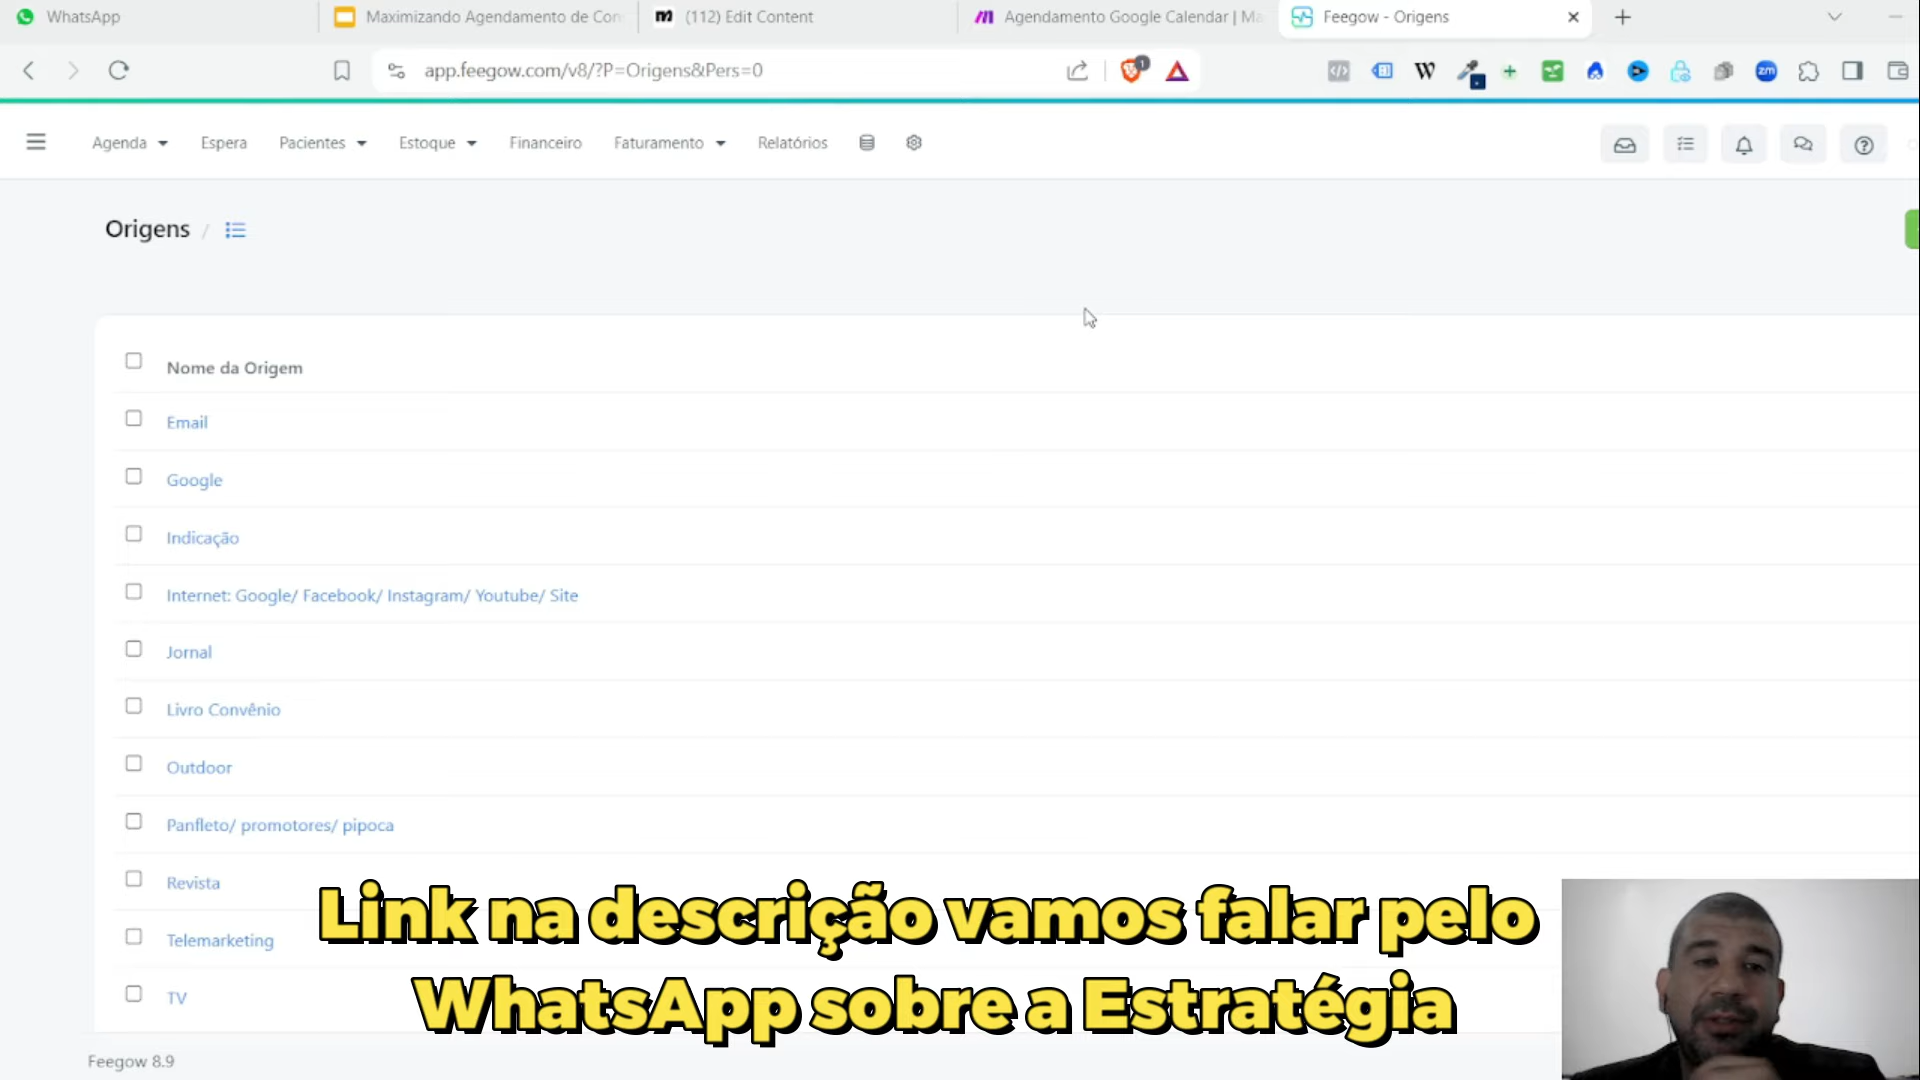 WhatsApp
Maximizando Agendamento de Con
(112) Edit Content
Agendamento Google Calendar | Ma
Feegow - Origens
app.feegow.com/v8/?P=Origens&Pers=0
1
W
zm
Agenda
Espera
Pacientes
Estoque
Financeiro
Faturamento
Relatórios
Origens /
Nome da Origem
Email
Google
Indicação
Internet: Google/ Facebook/ Instagram/ Youtube/ Site
Jornal
Livro Convênio
Outdoor
Panfleto/ promotores/ pipoca
Revista
Telemarketing
TV
Link na descrição vamos falar pelo
WhatsApp sobre a Estratégia
Feegow 8.9